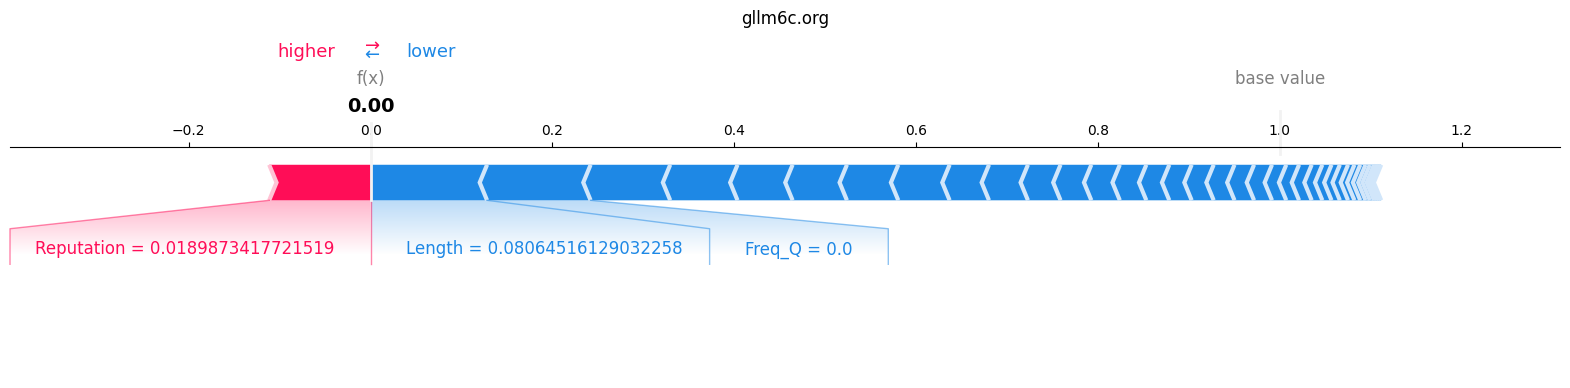 gllm6c.org
higher → ← lower
f(x) base value
0.00
−0.2 0.0 0.2 0.4 0.6 0.8 1.0 1.2
Reputation = 0.0189873417721519 Length = 0.08064516129032258 Freq_Q = 0.0